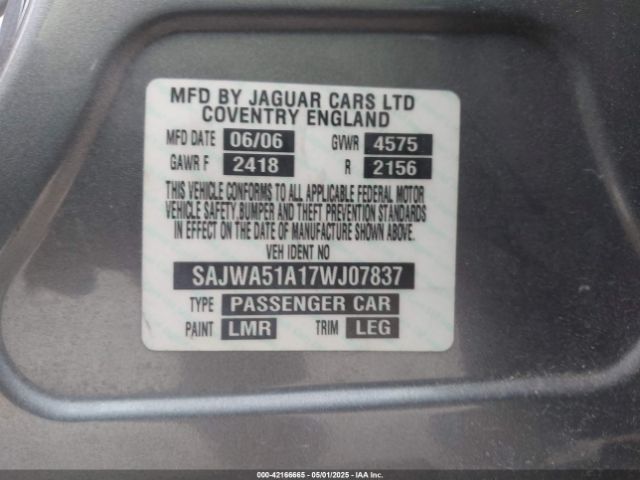 MFD BY JAGUAR CARS LTD
COVENTRY ENGLAND
MFD DATE 06/06 GVWR 4575
GAWR F 2418 R 2156
THIS VEHICLE CONFORMS TO ALL APPLICABLE FEDERAL MOTOR
VEHICLE SAFETY,BUMPER AND THEFT PREVENTION STANDARDS
IN EFFECT ON THE DATE OF MANUFACTURE SHOWN ABOVE.
VEH IDENT NO
SAJWA51A17WJ07837
TYPE PASSENGER CAR
PAINT LMR TRIM LEG
000-42166665 - 05/01/2025 - IAA Inc.